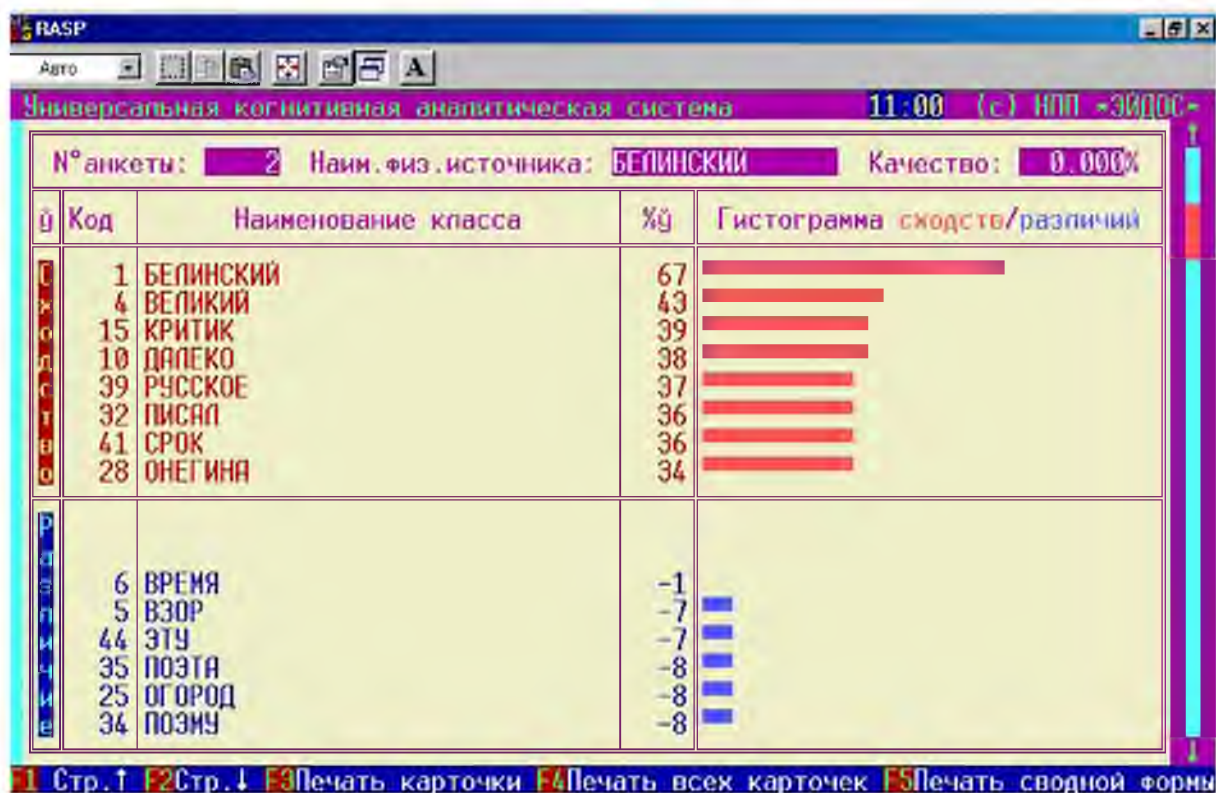 RASP
Авто
A
Универсальная когнитивная аналитическая система 11:00 (c) НПП *ЭЙДОС*
N°анкеты: 2 Наим.физ.источника: БЕЛИНСКИЙ Качество: 0.000%
ў Код Наименование класса %ў Гистограмма сходств/различий
Сходство
1 БЕЛИНСКИЙ 67
4 ВЕЛИКИЙ 43
15 КРИТИК 39
10 ДАЛЕКО 38
39 РУССКОЕ 37
32 ПИСАЛ 36
41 СРОК 36
28 ОНЕГИНА 34
Различие
6 ВРЕМЯ -1
5 ВЗОР -7
44 ЭТУ -7
35 ПОЭТА -8
25 ОГОРОД -8
34 ПОЭМУ -8
F1 Стр.↑ F2Стр.↓ F3Печать карточки F4Печать всех карточек F5Печать сводной формы